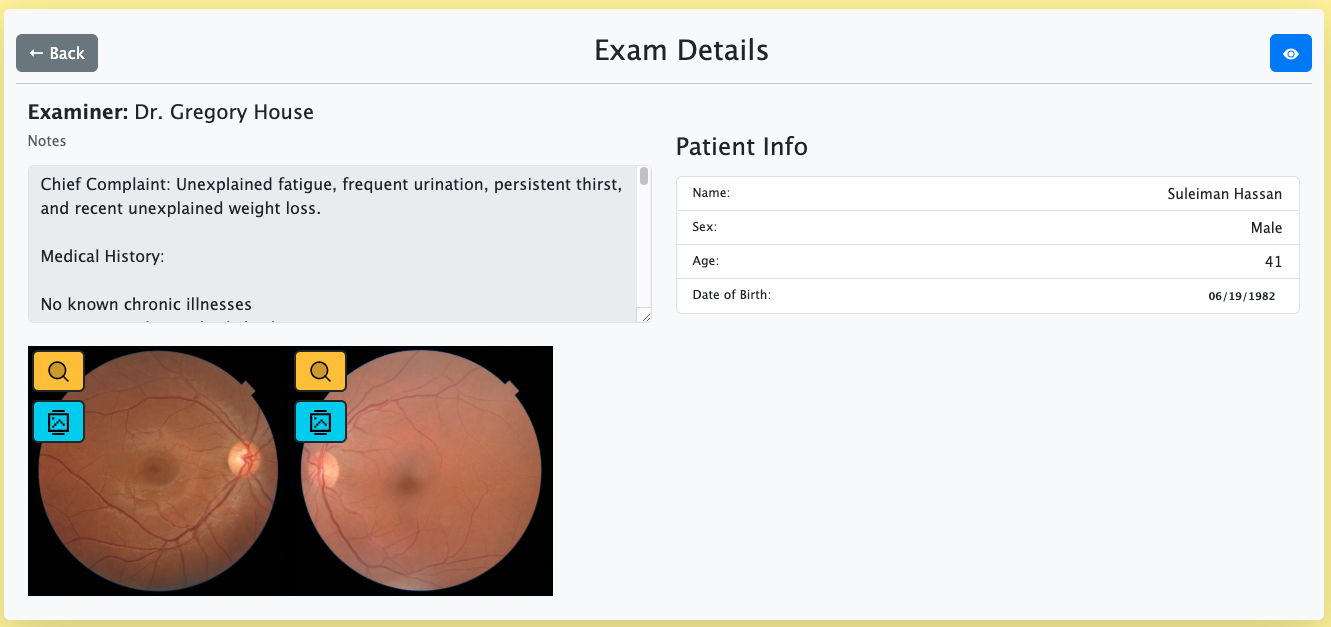 ← Back
Exam Details
Examiner: Dr. Gregory House
Notes
Chief Complaint: Unexplained fatigue, frequent urination, persistent thirst,
and recent unexplained weight loss.
Medical History:
No known chronic illnesses
Patient Info
Name: Suleiman Hassan
Sex: Male
Age: 41
Date of Birth: 06/19/1982